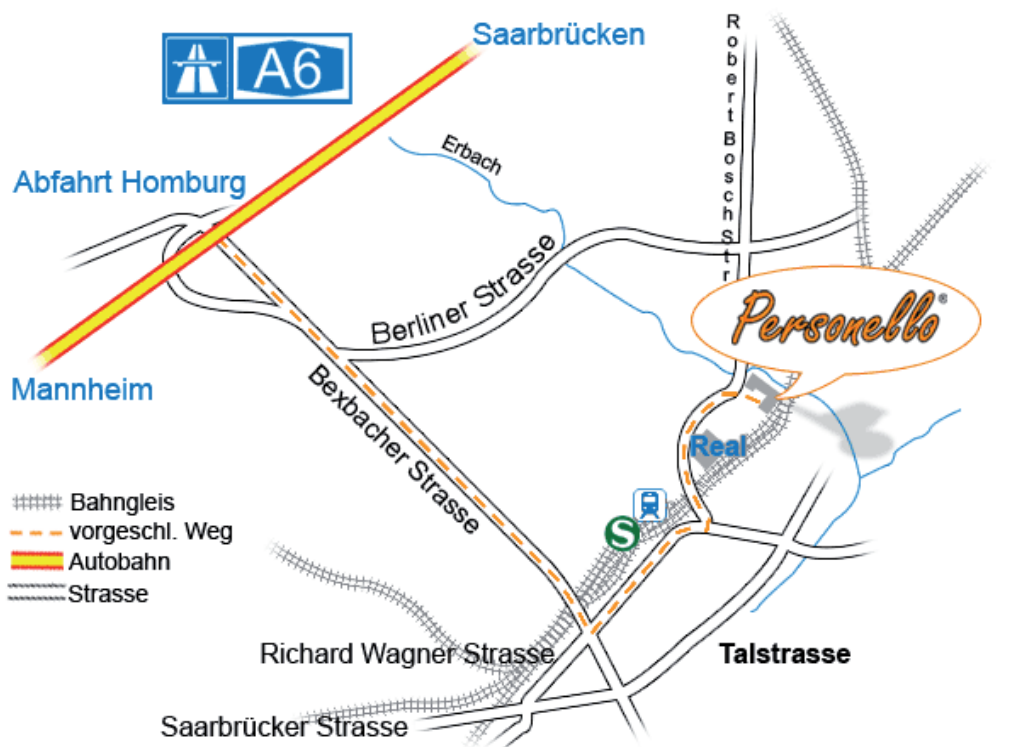 A6
Saarbrücken
Robert Bosch Str
Erbach
Abfahrt Homburg
Berliner Strasse
Personello®
Mannheim
Bexbacher Strasse
Real
Bahngleis
vorgeschl. Weg
Autobahn
Strasse
S
Richard Wagner Strasse
Talstrasse
Saarbrücker Strasse